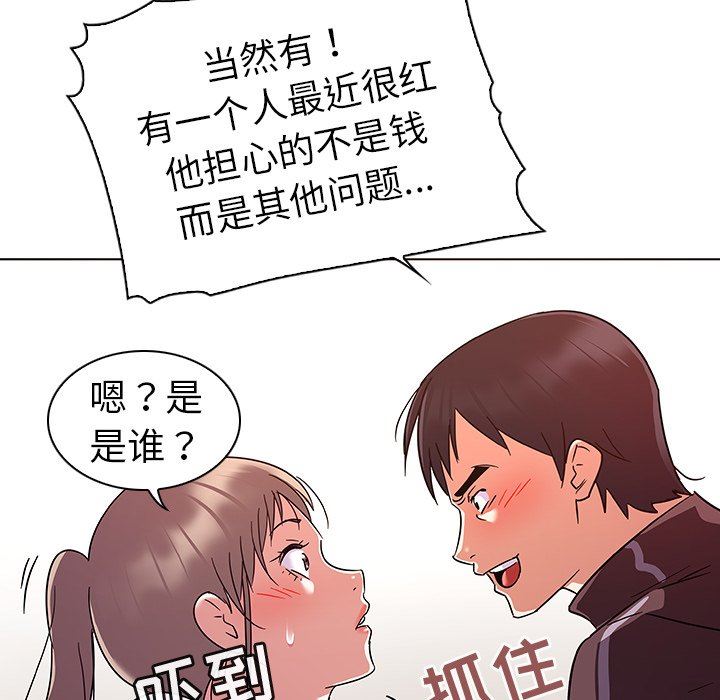 当然有！
有一个人最近很红
他担心的不是钱
而是其他问题...
嗯？是
是谁？
吓到
抓住